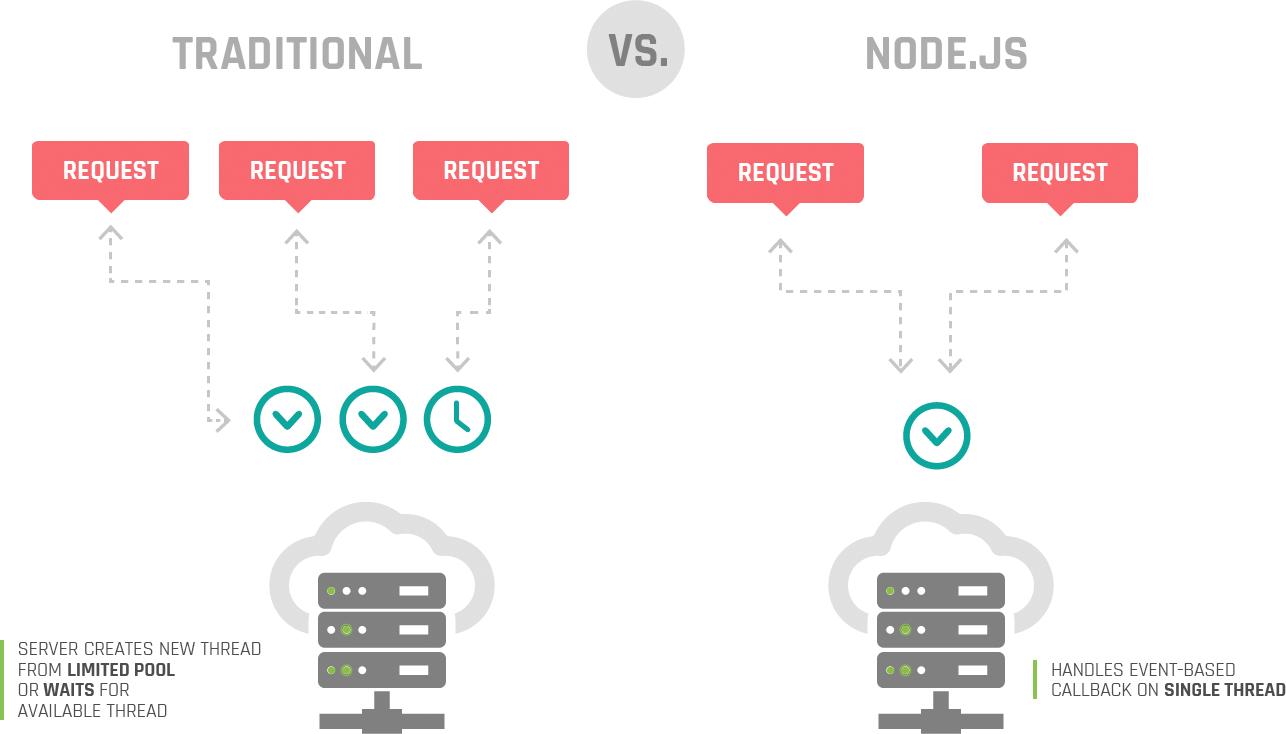 TRADITIONAL
VS.
NODE.JS
REQUEST
REQUEST
REQUEST
REQUEST
REQUEST
SERVER CREATES NEW THREAD
FROM LIMITED POOL
OR WAITS FOR
AVAILABLE THREAD
HANDLES EVENT-BASED
CALLBACK ON SINGLE THREAD